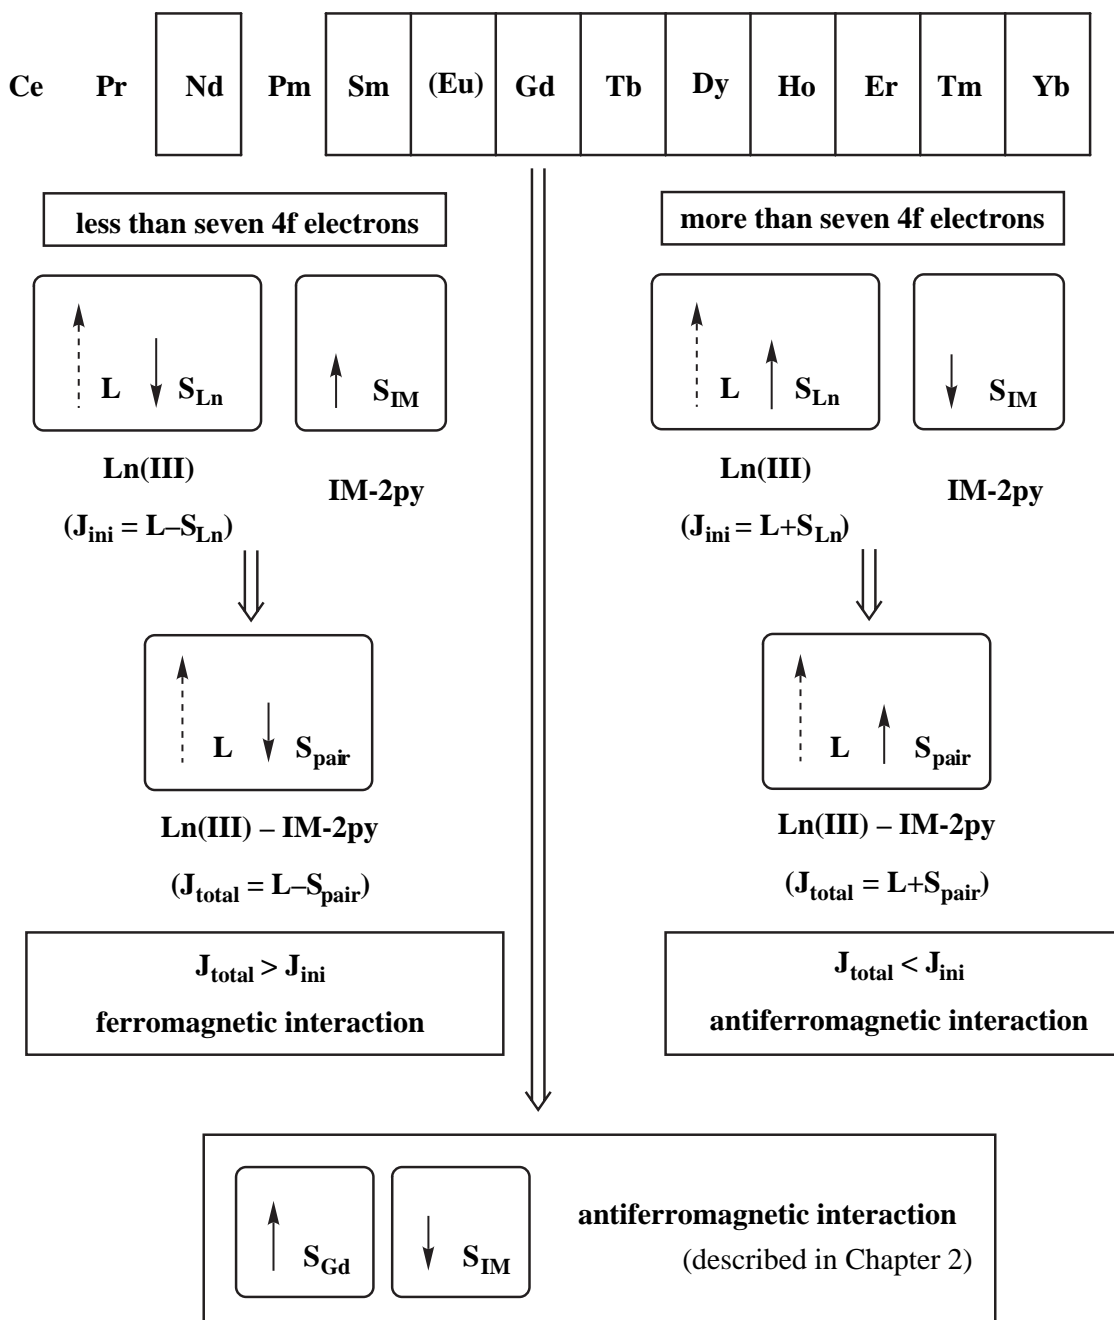 Ce Pr Nd Pm Sm (Eu) Gd Tb Dy Ho Er Tm Yb
less than seven 4f electrons
L S_Ln S_IM
Ln(III) IM-2py
(J_ini = L–S_Ln)
L S_pair
Ln(III) – IM-2py
(J_total = L–S_pair)
J_total > J_ini
ferromagnetic interaction
more than seven 4f electrons
L S_Ln S_IM
Ln(III) IM-2py
(J_ini = L+S_Ln)
L S_pair
Ln(III) – IM-2py
(J_total = L+S_pair)
J_total < J_ini
antiferromagnetic interaction
S_Gd S_IM
antiferromagnetic interaction
(described in Chapter 2)